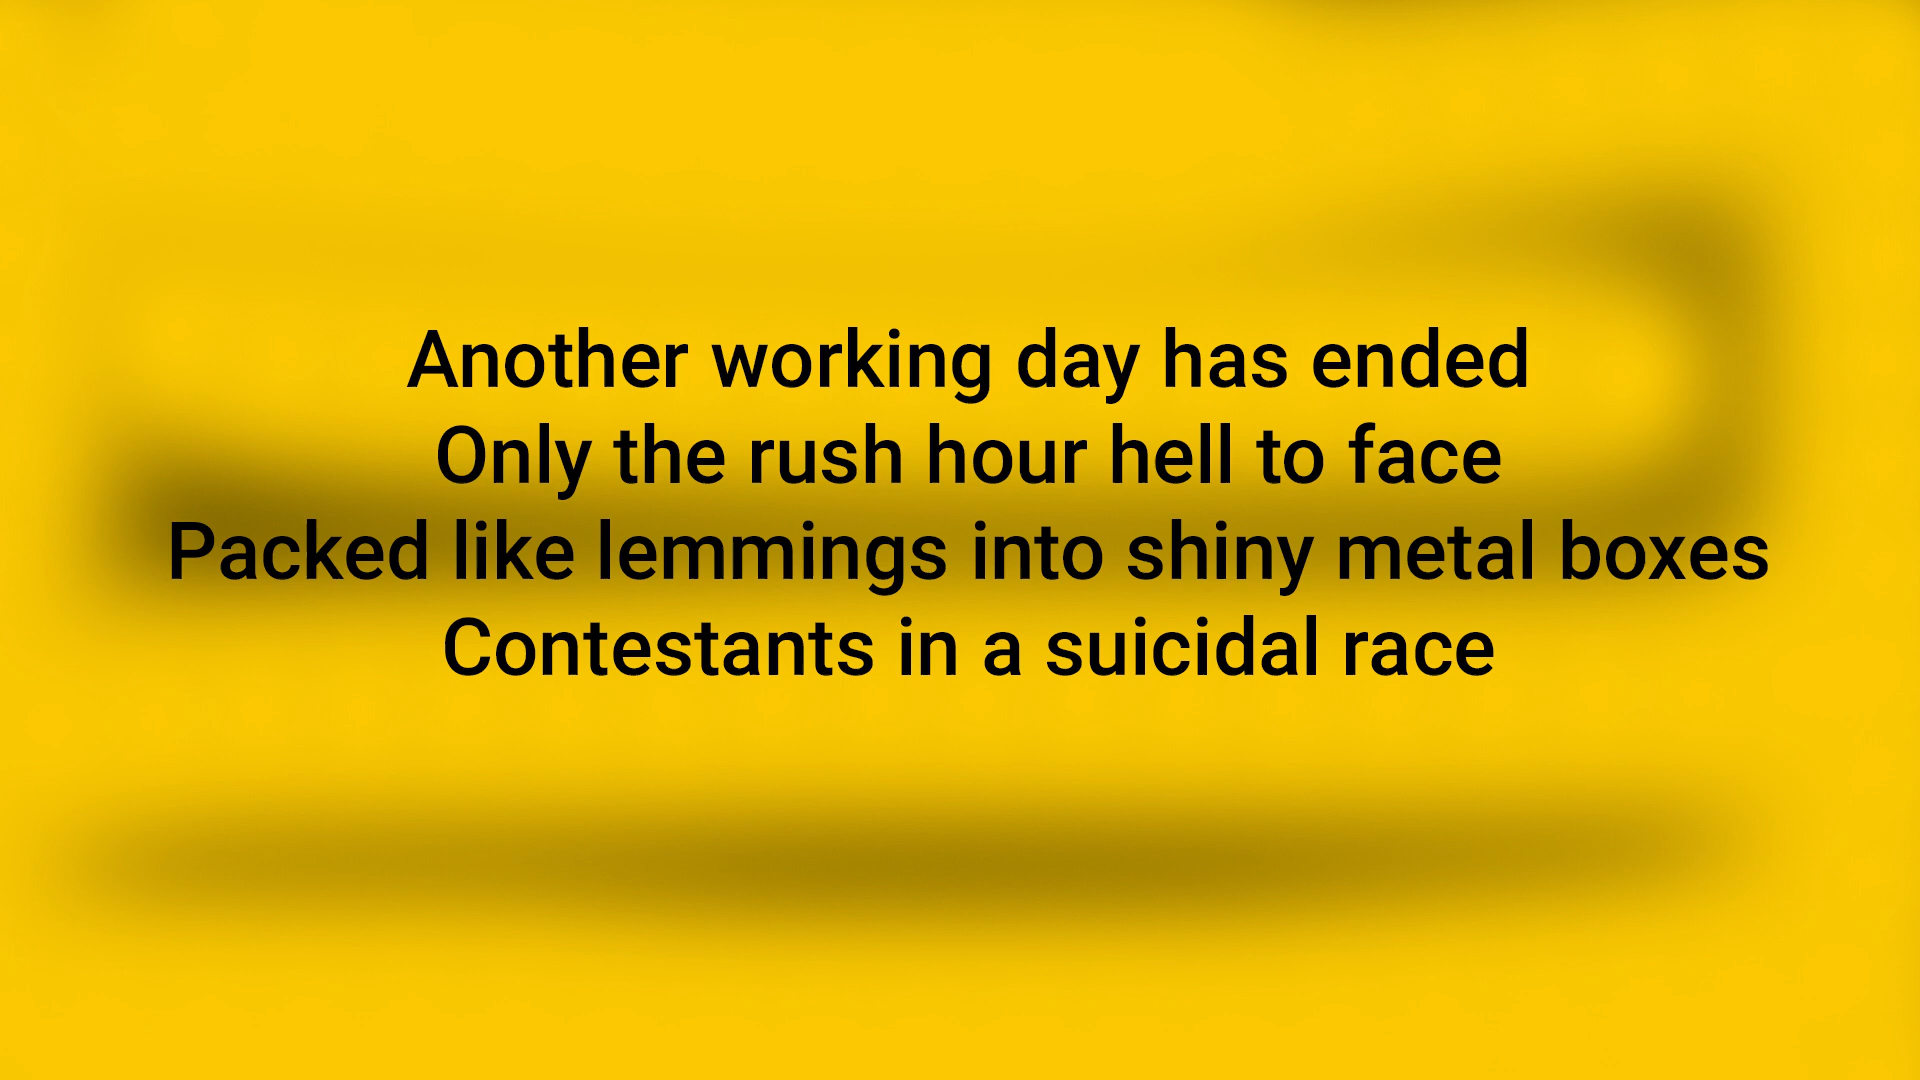 Another working day has ended
Only the rush hour hell to face
Packed like lemmings into shiny metal boxes
Contestants in a suicidal race